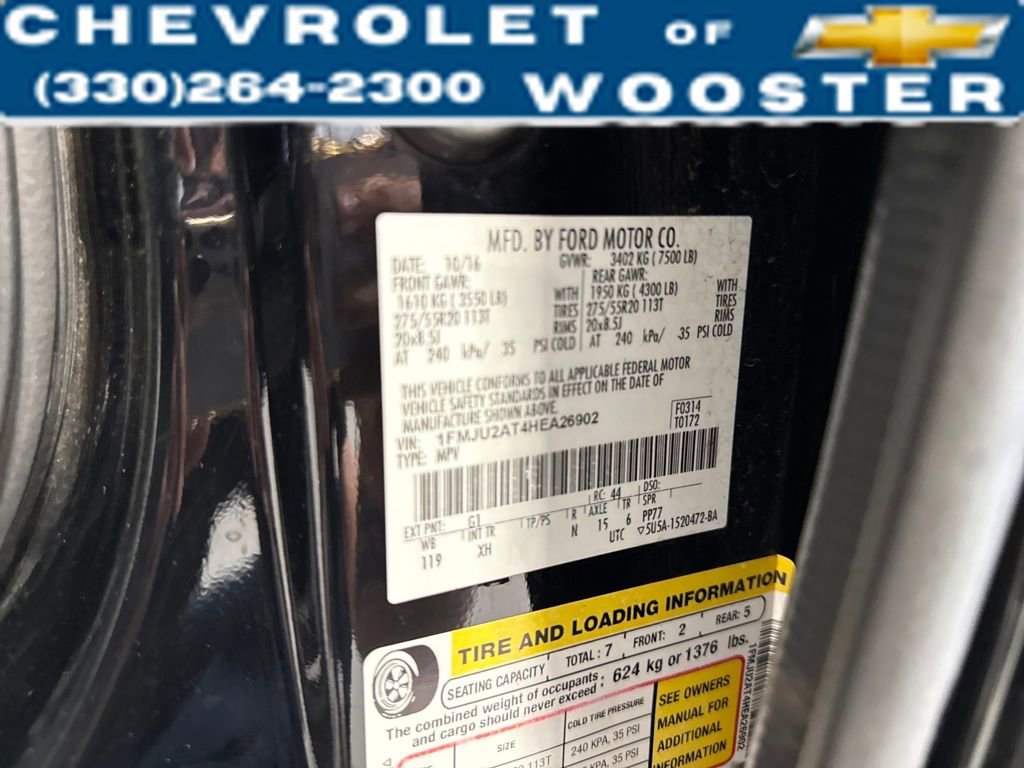 CHEVROLET OF
(330)264-2300 WOOSTER
MFD. BY FORD MOTOR CO.
DATE: 10/16 GVWR: 3402 KG ( 7500 LB)
FRONT GAWR: REAR GAWR:
1610 KG ( 3550 LB) WITH 1950 KG ( 4300 LB) WITH
275/55R20 113T TIRES 275/55R20 113T TIRES
20x8.5J RIMS 20x8.5J RIMS
AT 240 kPa/ 35 PSI COLD AT 240 kPa/ 35 PSI COLD
THIS VEHICLE CONFORMS TO ALL APPLICABLE FEDERAL MOTOR
VEHICLE SAFETY STANDARDS IN EFFECT ON THE DATE OF
MANUFACTURE SHOWN ABOVE.
VIN: 1FMJU2AT4HEA26902 F0314
TYPE: MPV T0172
EXT PNT: G1 RC: 44 DSO:
WB INT TR TP/PS R AXLE TR SPR
119 XH N 15 6 PP77
UTC ▽5U5A-1520472-BA
TIRE AND LOADING INFORMATION
SEATING CAPACITY TOTAL: 7 FRONT: 2 REAR: 5
The combined weight of occupants
and cargo should never exceed : 624 kg or 1376 lbs.
SIZE COLD TIRE PRESSURE
113T 240 KPA, 35 PSI
KPA, 35 PSI
SEE OWNERS
MANUAL FOR
ADDITIONAL
INFORMATION
1FMJU2AT4HEA26902